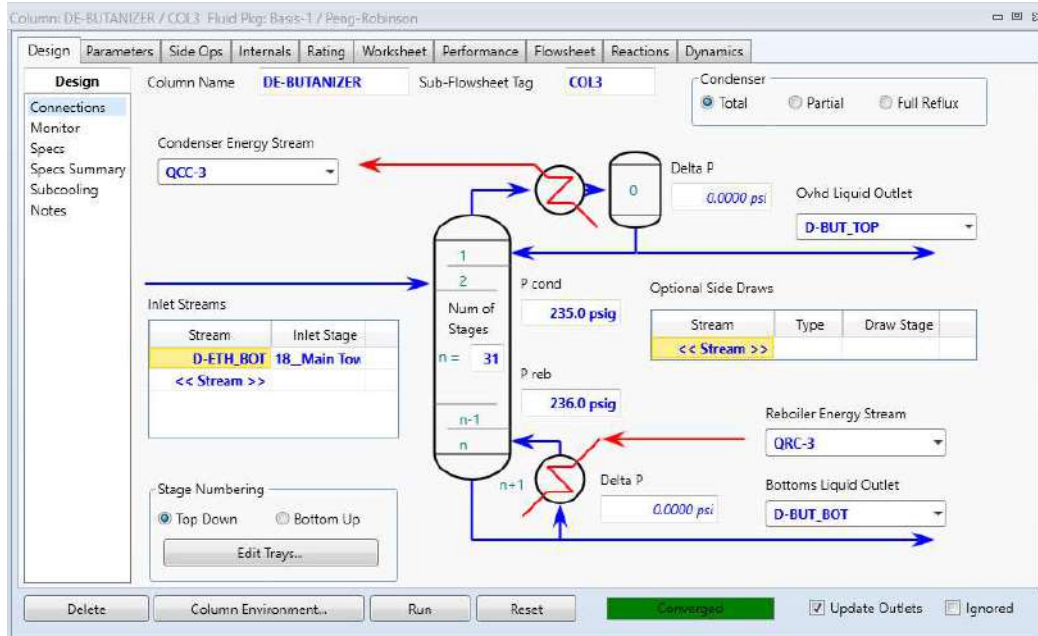 Column: DE-BUTANIZER / COL3 Fluid Pkg: Basis-1 / Peng-Robinson
Design Parameters Side Ops Internals Rating Worksheet Performance Flowsheet Reactions Dynamics
Design
Connections
Monitor
Specs
Specs Summary
Subcooling
Notes
Column Name DE-BUTANIZER Sub-Flowsheet Tag COL3
Condenser
Total Partial Full Reflux
Condenser Energy Stream
QCC-3
0
Delta P
0.0000 psi
Ovhd Liquid Outlet
D-BUT_TOP
1
2
Num of
Stages
n = 31
n-1
n
n+1
P cond
235.0 psig
P reb
236.0 psig
Inlet Streams
Stream Inlet Stage
D-ETH_BOT 18__Main Tow
<< Stream >>
Optional Side Draws
Stream Type Draw Stage
<< Stream >>
Reboiler Energy Stream
QRC-3
Delta P
0.0000 psi
Bottoms Liquid Outlet
D-BUT_BOT
Stage Numbering
Top Down Bottom Up
Edit Trays...
Delete Column Environment... Run Reset Converged Update Outlets Ignored